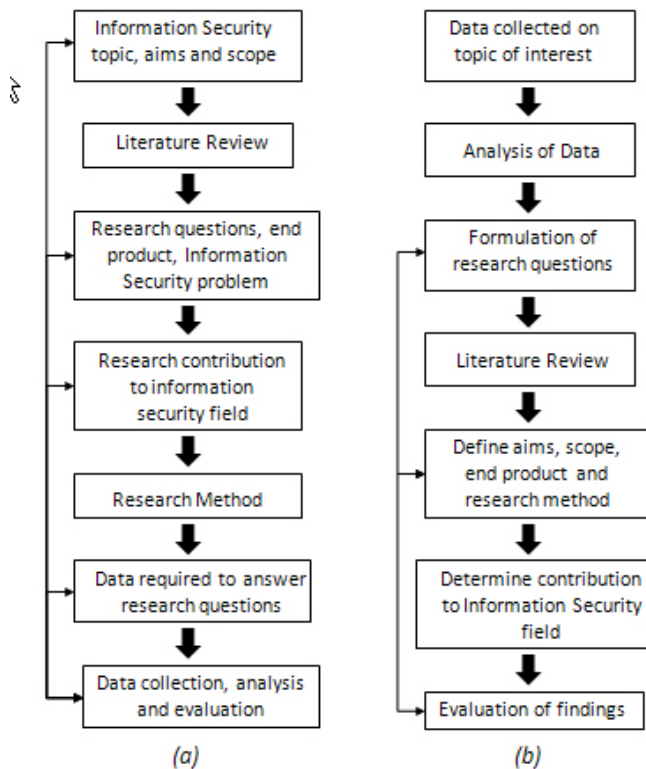 Information Security
topic, aims and scope
Literature Review
Research questions, end
product, Information
Security problem
Research contribution
to information
security field
Research Method
Data required to answer
research questions
Data collection, analysis
and evaluation
(a)
Data collected on
topic of interest
Analysis of Data
Formulation of
research questions
Literature Review
Define aims, scope,
end product and
research method
Determine contribution
to Information Security
field
Evaluation of findings
(b)